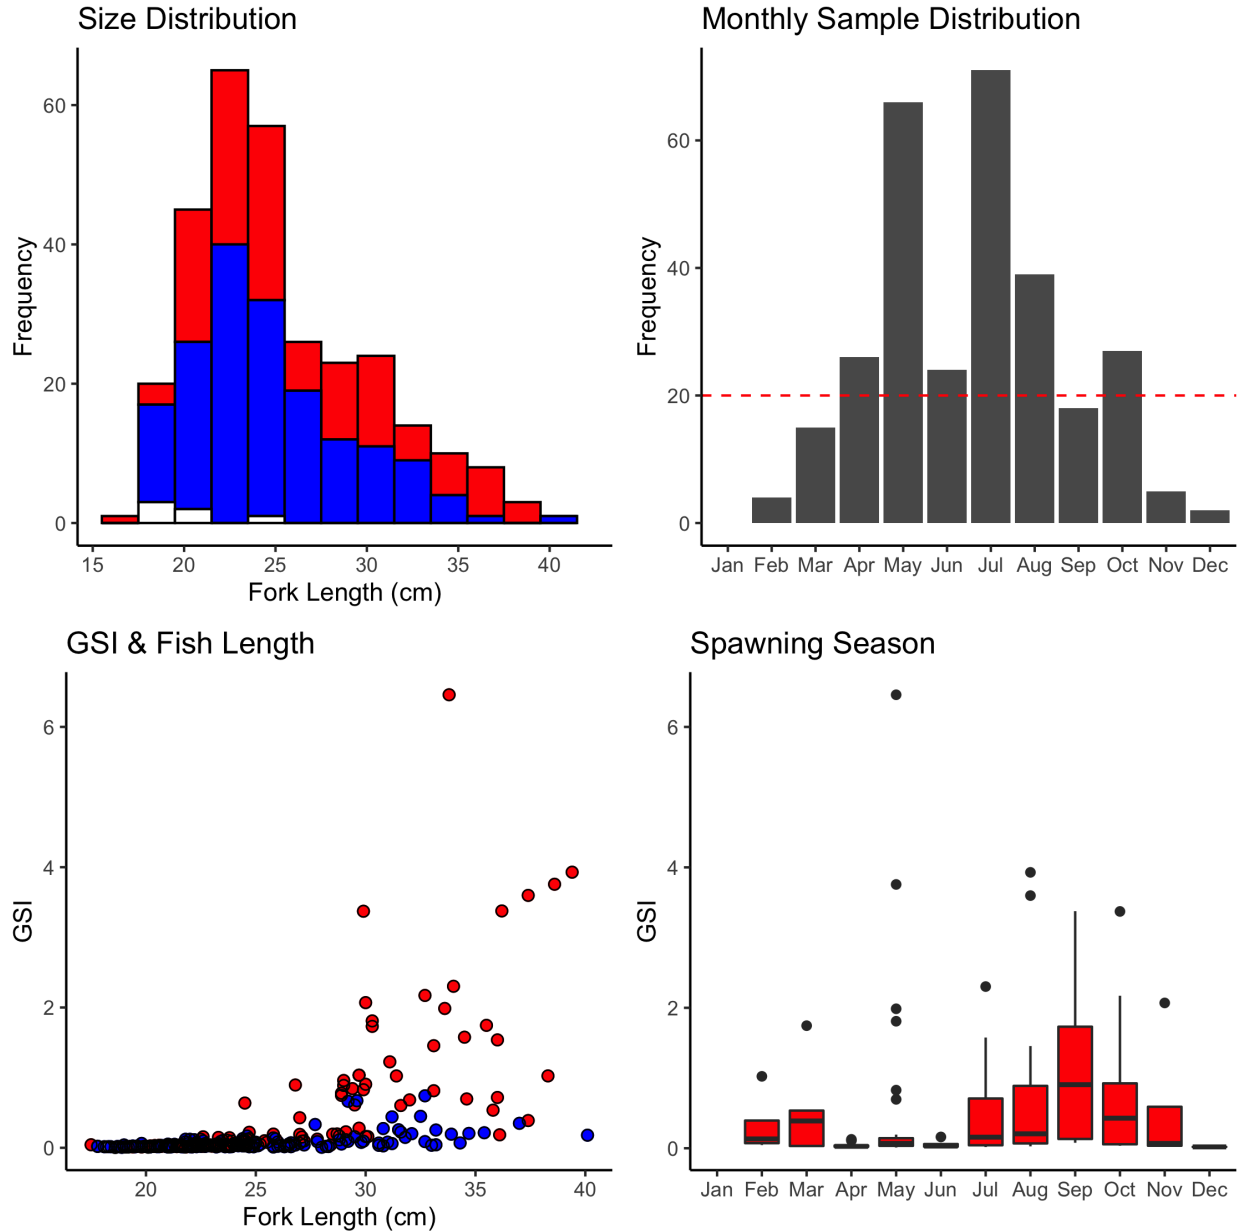 Size Distribution
Frequency
60
40
20
0
15 20 25 30 35 40
Fork Length (cm)
Monthly Sample Distribution
Frequency
60
40
20
0
Jan Feb Mar Apr May Jun Jul Aug Sep Oct Nov Dec
GSI & Fish Length
GSI
6
4
2
0
20 25 30 35 40
Fork Length (cm)
Spawning Season
GSI
6
4
2
0
Jan Feb Mar Apr May Jun Jul Aug Sep Oct Nov Dec